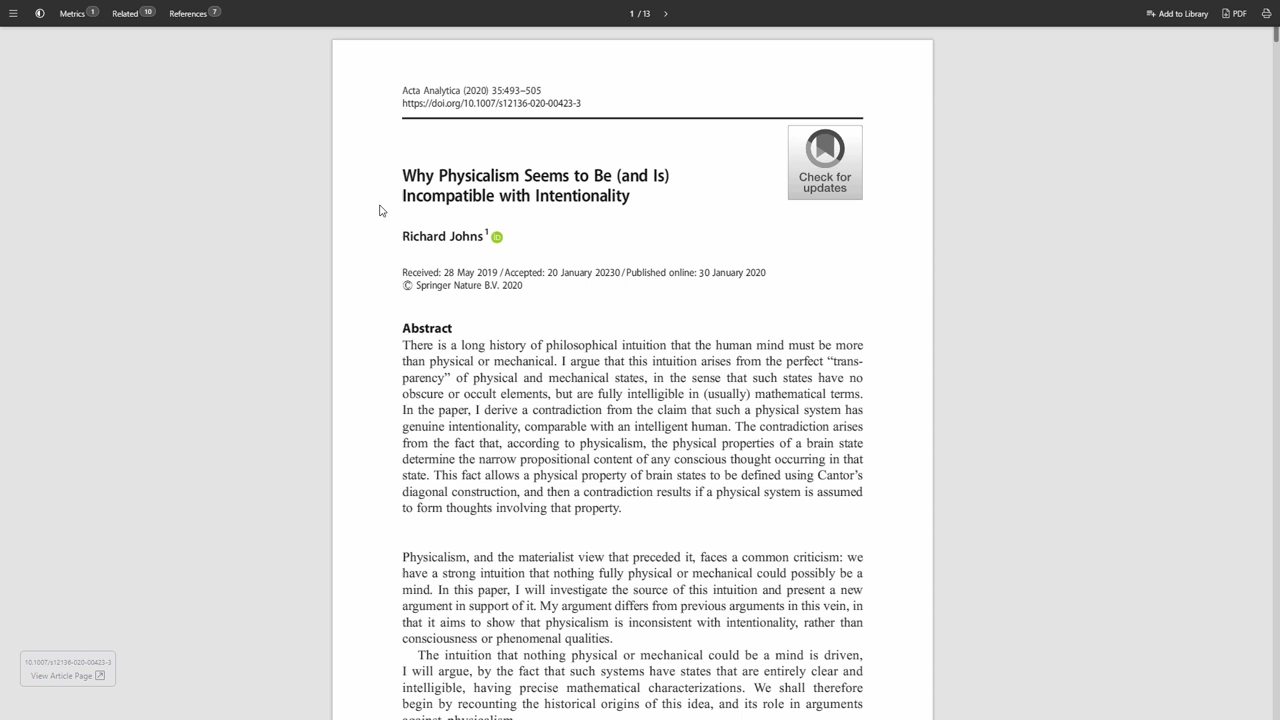 Metrics 1 Related 10 References 7 1 / 13 Add to Library PDF
Acta Analytica (2020) 35:493–505
https://doi.org/10.1007/s12136-020-00423-3
Check for
updates
Why Physicalism Seems to Be (and Is)
Incompatible with Intentionality
Richard Johns1 iD
Received: 28 May 2019 / Accepted: 20 January 20230 / Published online: 30 January 2020
© Springer Nature B.V. 2020
Abstract
There is a long history of philosophical intuition that the human mind must be more
than physical or mechanical. I argue that this intuition arises from the perfect “trans-
parency” of physical and mechanical states, in the sense that such states have no
obscure or occult elements, but are fully intelligible in (usually) mathematical terms.
In the paper, I derive a contradiction from the claim that such a physical system has
genuine intentionality, comparable with an intelligent human. The contradiction arises
from the fact that, according to physicalism, the physical properties of a brain state
determine the narrow propositional content of any conscious thought occurring in that
state. This fact allows a physical property of brain states to be defined using Cantor’s
diagonal construction, and then a contradiction results if a physical system is assumed
to form thoughts involving that property.
Physicalism, and the materialist view that preceded it, faces a common criticism: we
have a strong intuition that nothing fully physical or mechanical could possibly be a
mind. In this paper, I will investigate the source of this intuition and present a new
argument in support of it. My argument differs from previous arguments in this vein, in
that it aims to show that physicalism is inconsistent with intentionality, rather than
consciousness or phenomenal qualities.
The intuition that nothing physical or mechanical could be a mind is driven,
I will argue, by the fact that such systems have states that are entirely clear and
intelligible, having precise mathematical characterizations. We shall therefore
begin by recounting the historical origins of this idea, and its role in arguments
against physicalism.
10.1007/s12136-020-00423-3
View Article Page